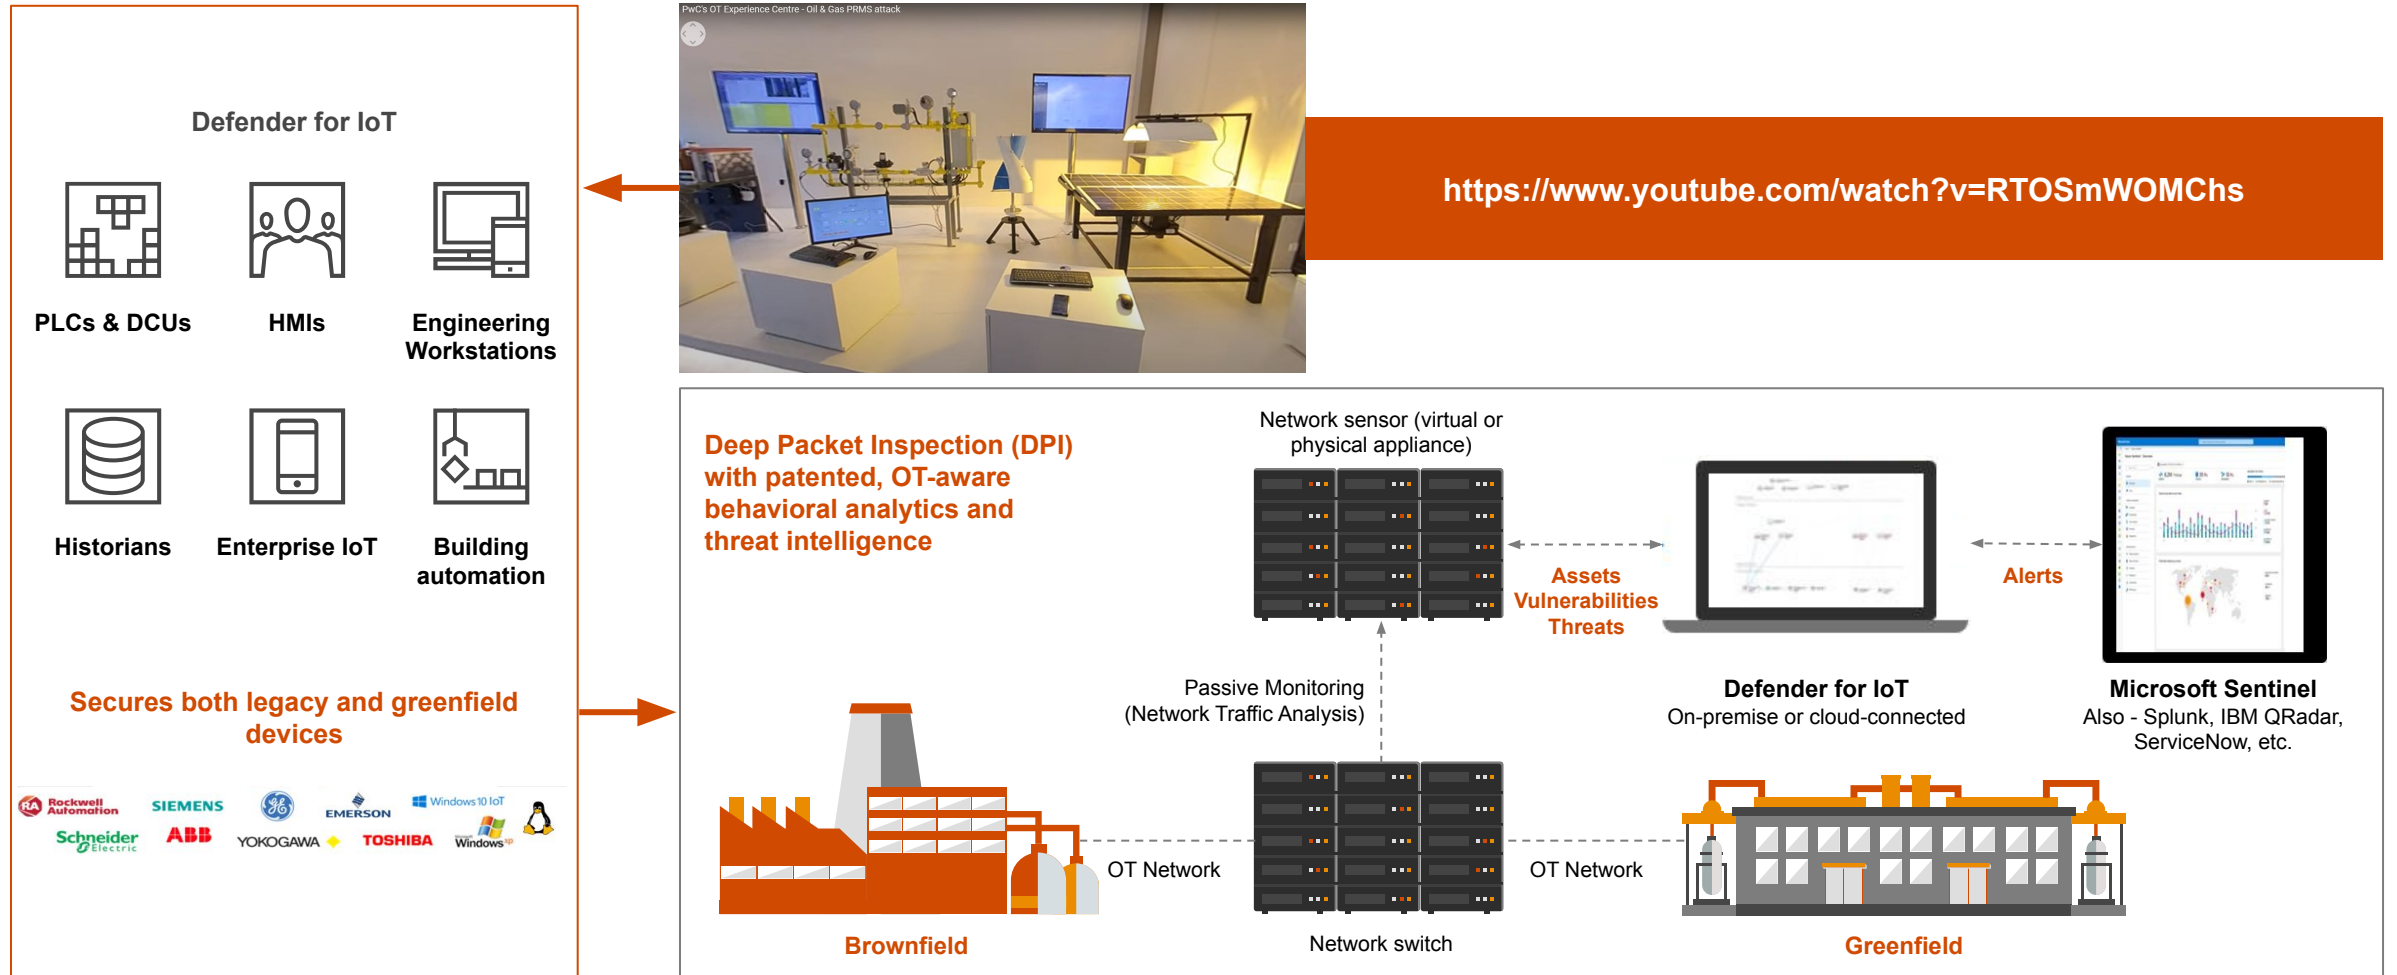 Defender for IoT
PLCs & DCUs
HMIs
Engineering
Workstations
Historians
Enterprise IoT
Building
automation
Secures both legacy and greenfield
devices
Rockwell
Automation
SIEMENS
GE
EMERSON
Windows 10 IoT
Schneider
Electric
ABB
YOKOGAWA
TOSHIBA
Microsoft
Windows xp
PwC's OT Experience Centre - Oil & Gas PRMS attack
https://www.youtube.com/watch?v=RTOSmWOMChs
Deep Packet Inspection (DPI)
with patented, OT-aware
behavioral analytics and
threat intelligence
Network sensor (virtual or
physical appliance)
Assets
Vulnerabilities
Threats
Alerts
Passive Monitoring
(Network Traffic Analysis)
Defender for IoT
On-premise or cloud-connected
Microsoft Sentinel
Also - Splunk, IBM QRadar,
ServiceNow, etc.
OT Network
OT Network
Brownfield
Network switch
Greenfield